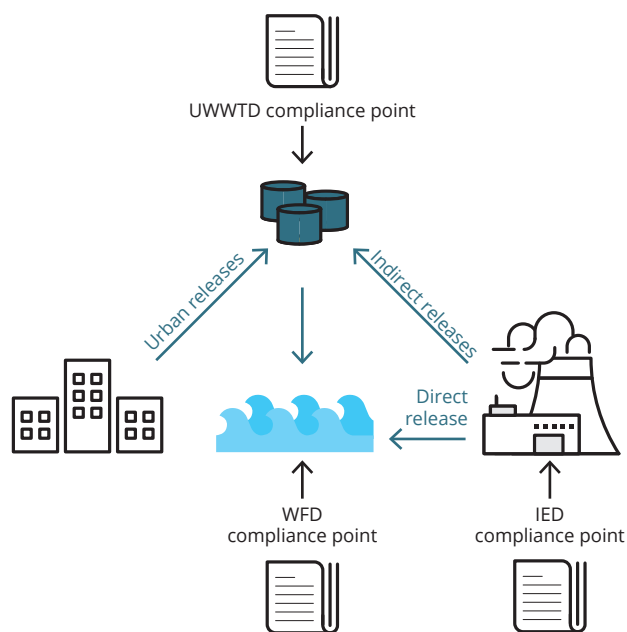 UWWTD compliance point
Urban releases
Indirect releases
Direct
release
WFD
compliance point
IED
compliance point